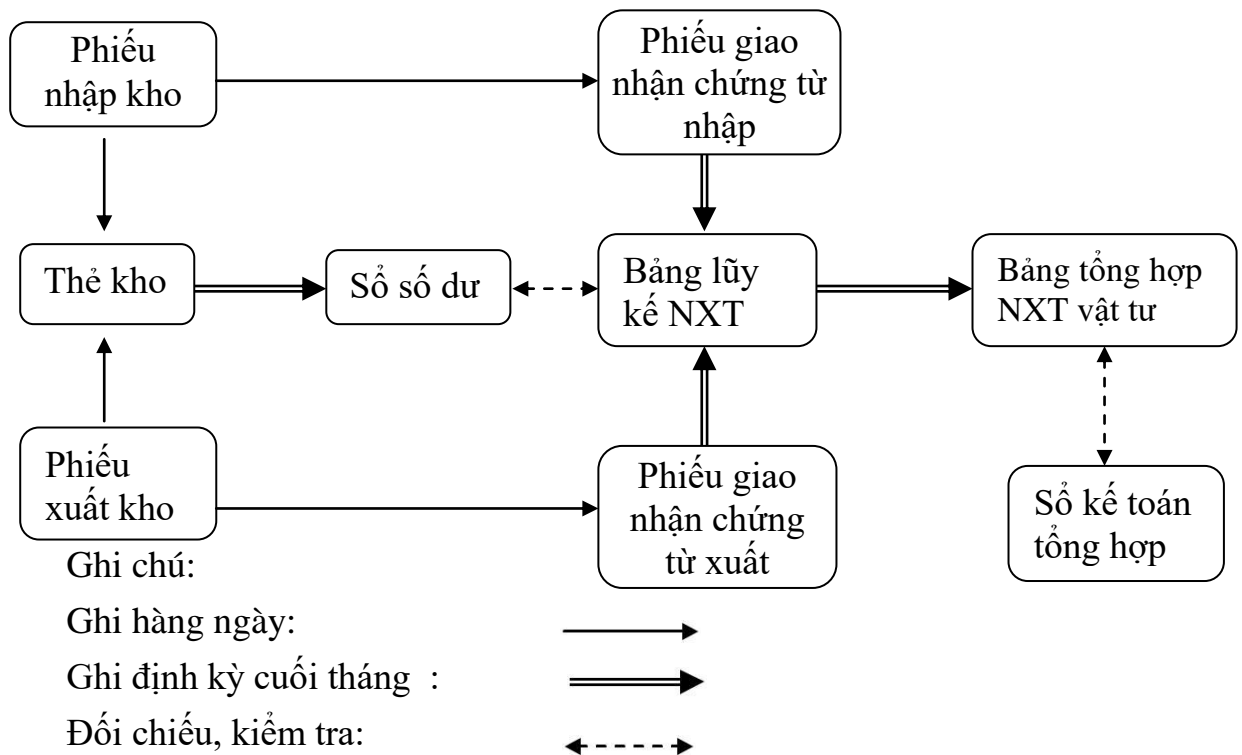 Phiếu
nhập kho
Phiếu giao
nhận chứng từ
nhập
Thẻ kho
Sổ số dư
Bảng lũy
kế NXT
Bảng tổng hợp
NXT vật tư
Phiếu
xuất kho
Phiếu giao
nhận chứng
từ xuất
Sổ kế toán
tổng hợp
Ghi chú:
Ghi hàng ngày:
Ghi định kỳ cuối tháng :
Đối chiếu, kiểm tra: